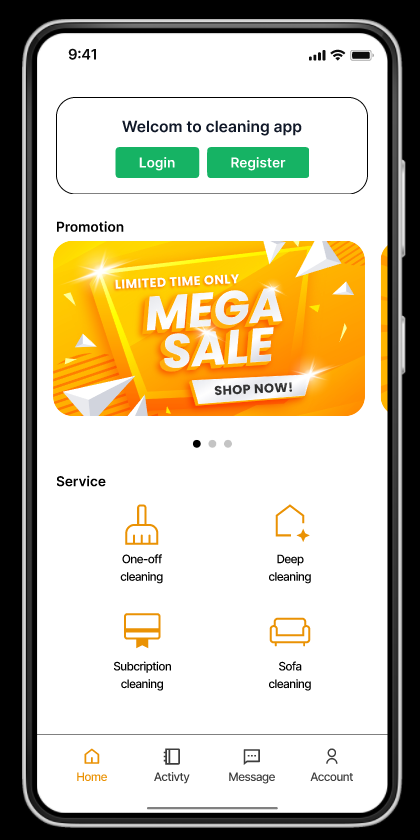 9:41
Welcom to cleaning app
Login Register
Promotion
LIMITED TIME ONLY
MEGA
SALE
SHOP NOW!
Service
One-off
cleaning
Deep
cleaning
Subcription
cleaning
Sofa
cleaning
Home Activty Message Account